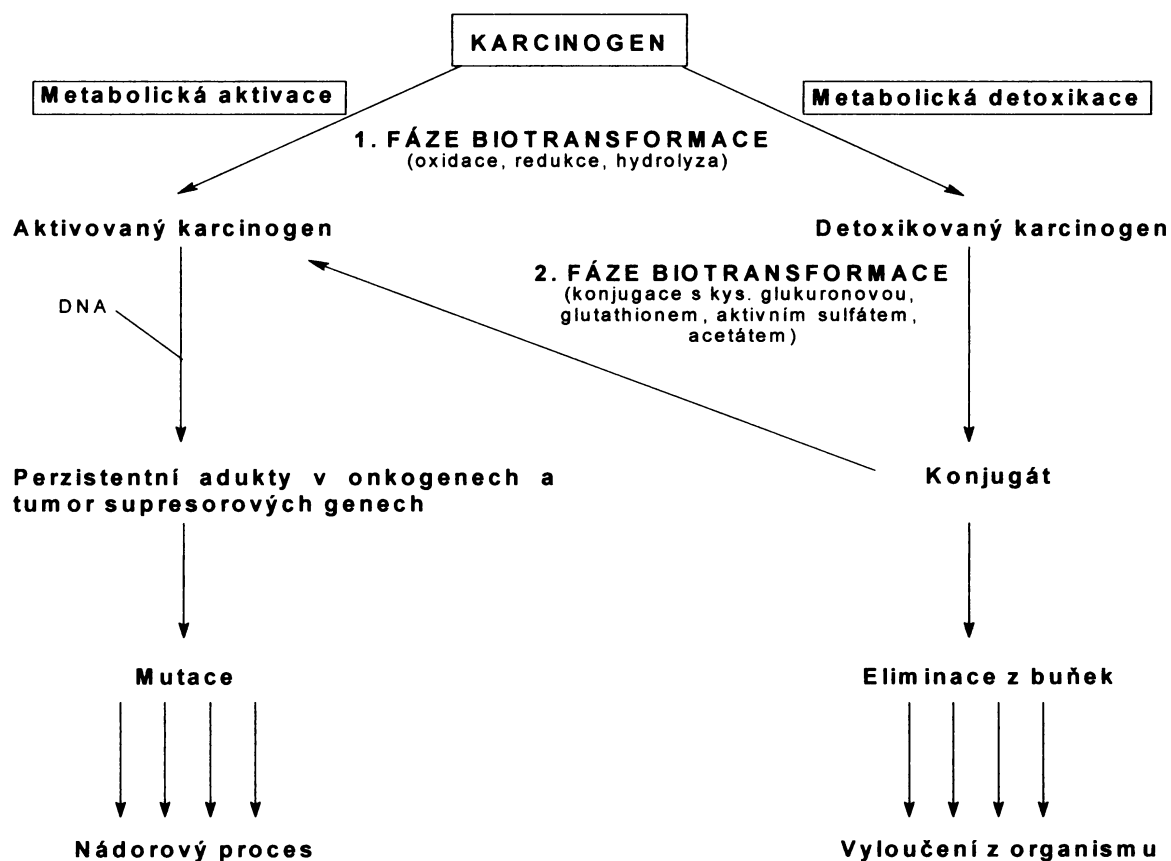 KARCINOGEN
Metabolická aktivace
Metabolická detoxikace
1. FÁZE BIOTRANSFORMACE
(oxidace, redukce, hydrolyza)
Aktivovaný karcinogen
Detoxikovaný karcinogen
2. FÁZE BIOTRANSFORMACE
(konjugace s kys. glukuronovou,
glutathionem, aktivním sulfátem,
acetátem)
DNA
Perzistentní adukty v onkogenech a
tumor supresorových genech
Konjugát
Mutace
Eliminace z buňek
Nádorový proces
Vyloučení z organismu